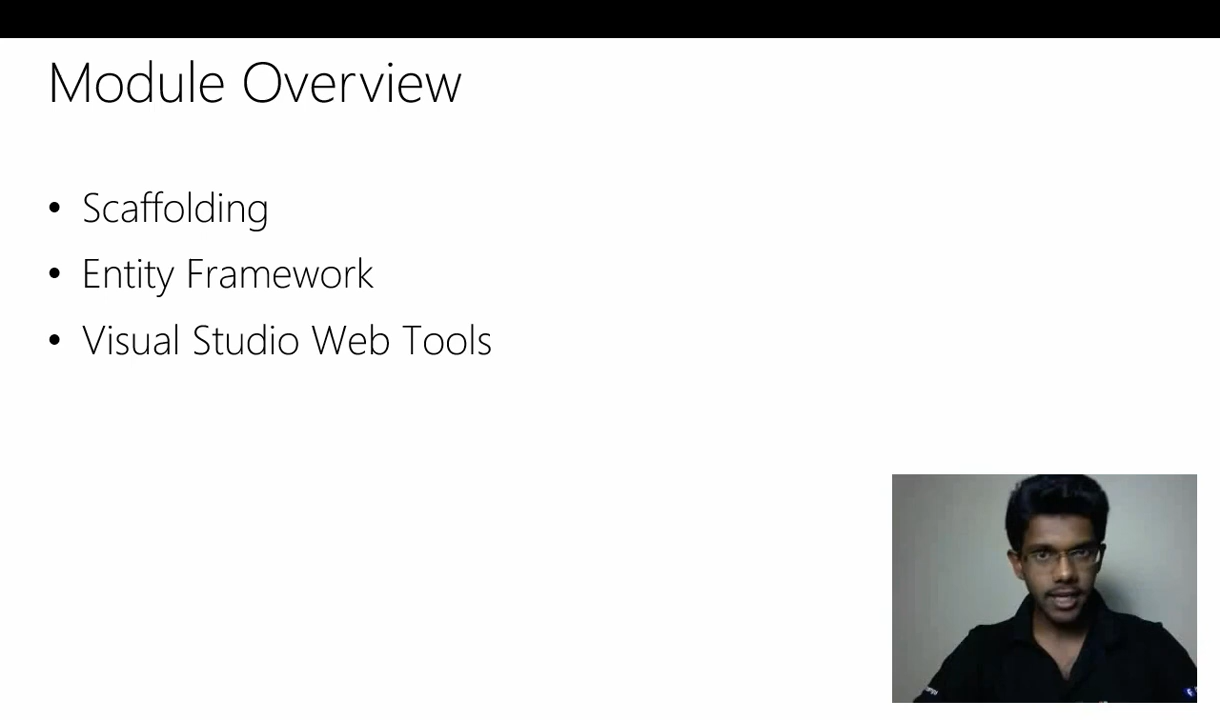 Module Overview
• Scaffolding
• Entity Framework
• Visual Studio Web Tools